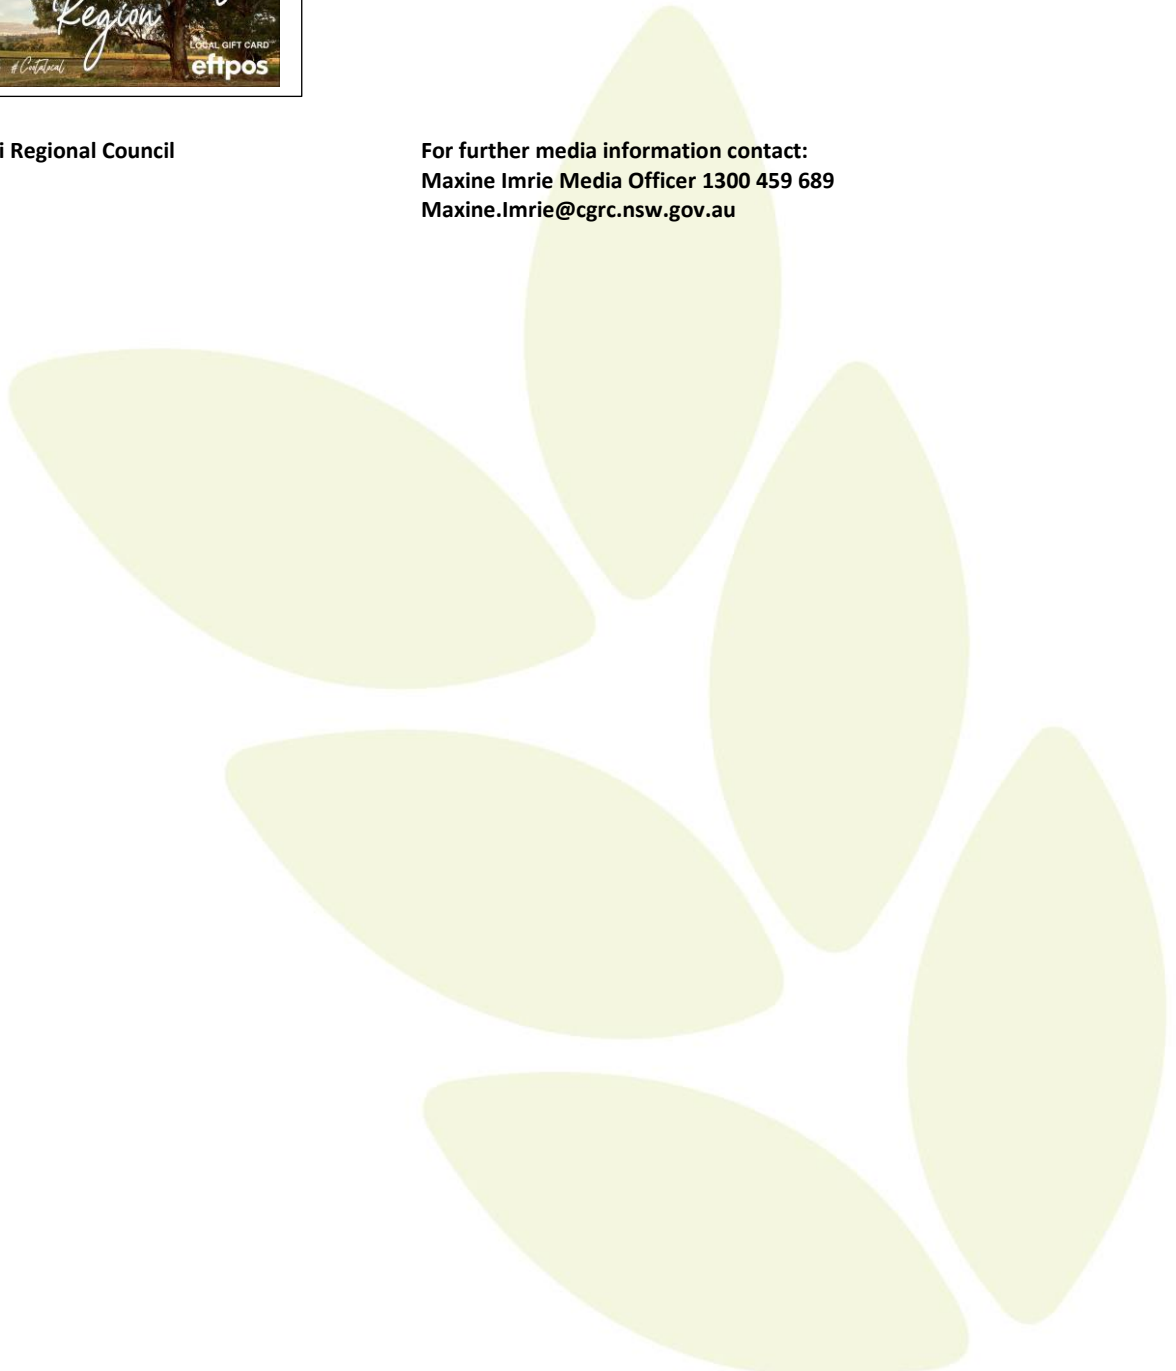 Region
LOCAL GIFT CARD
#Cootalocal
eftpos
i Regional Council
For further media information contact:
Maxine Imrie Media Officer 1300 459 689
Maxine.Imrie@cgrc.nsw.gov.au